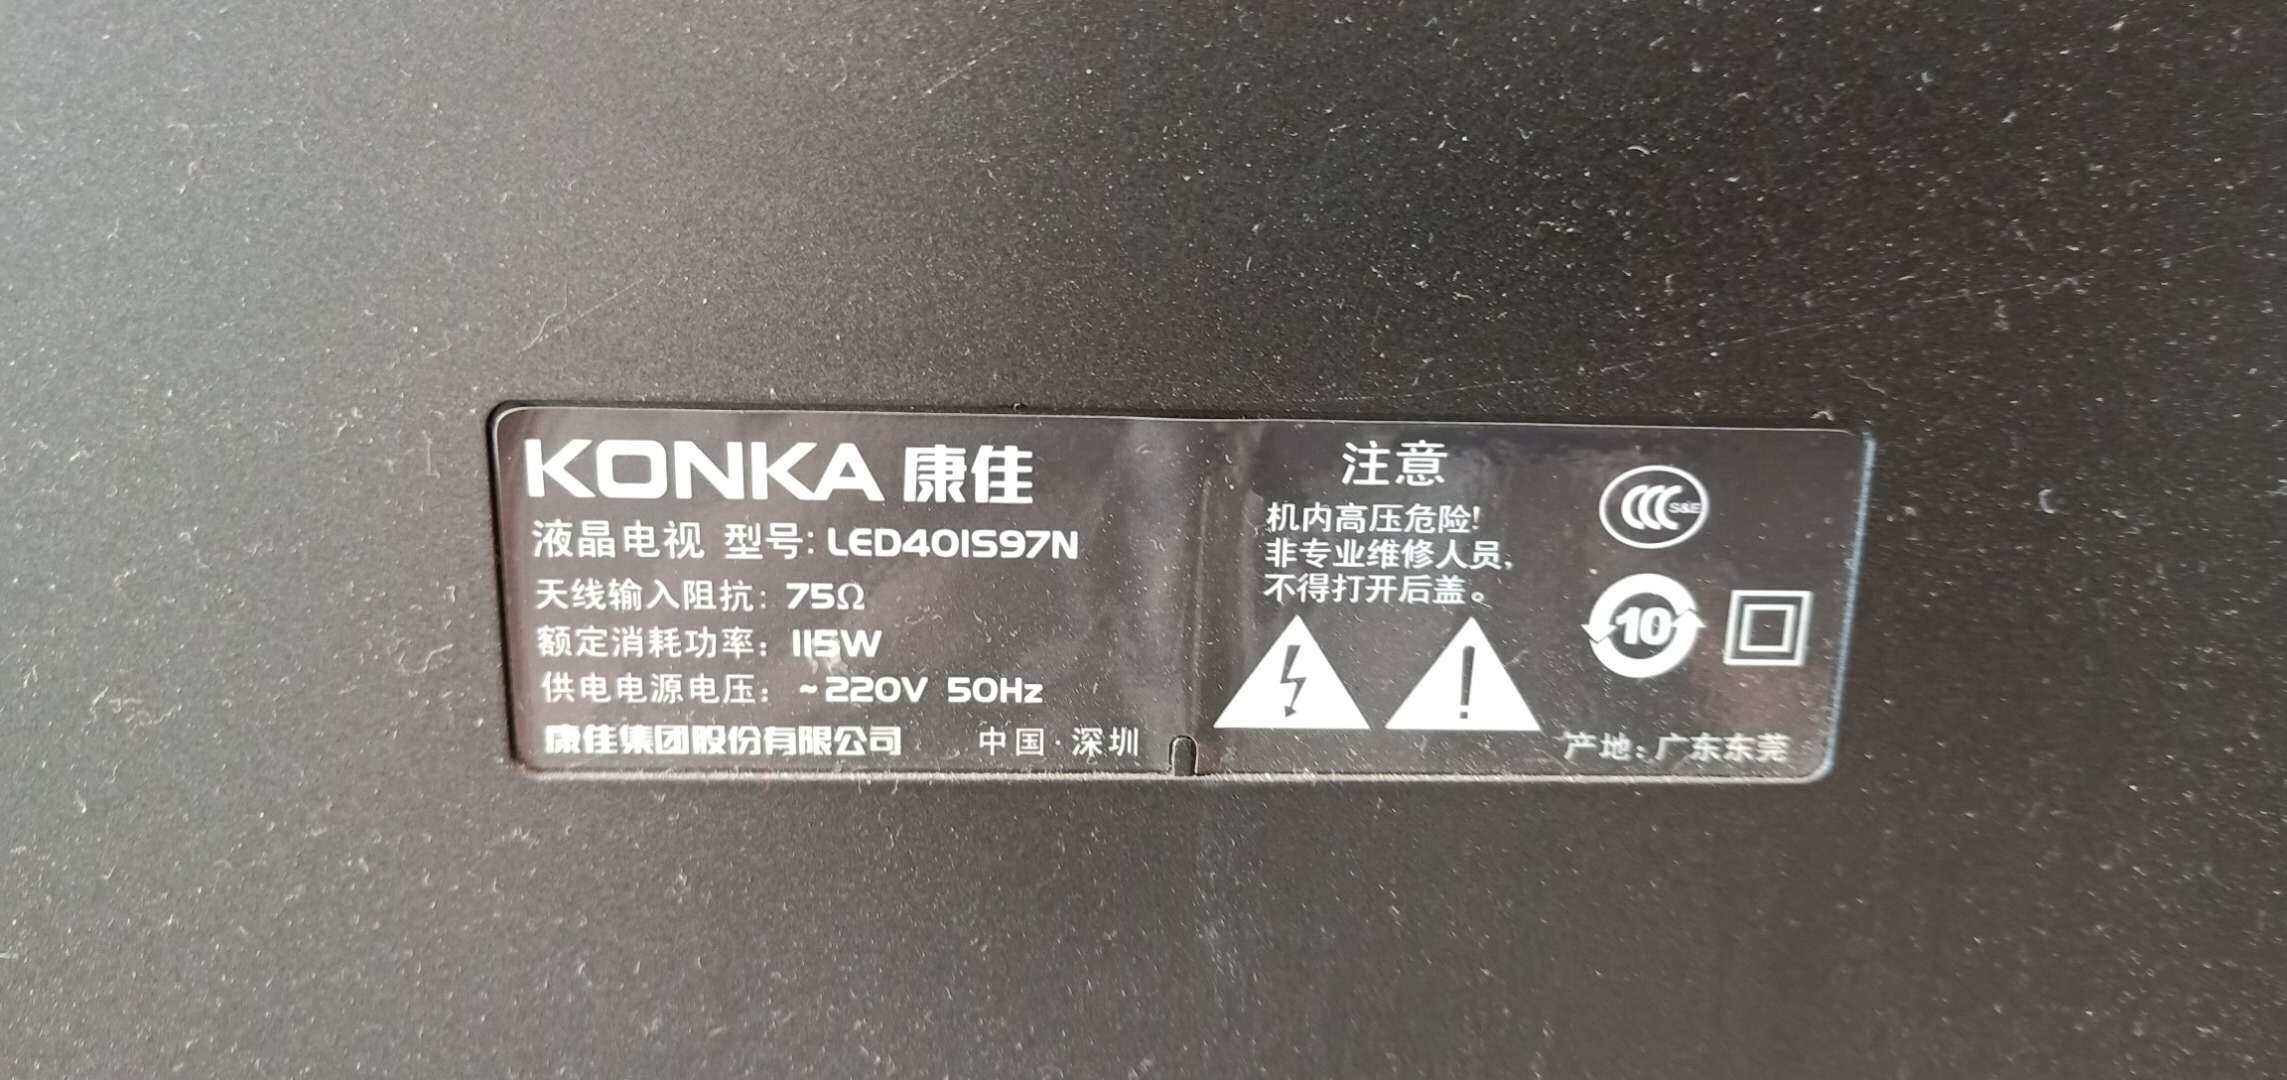 KONKA 康佳
液晶电视 型号: LED40IS97N
天线输入阻抗: 75Ω
额定消耗功率: 115W
供电电源电压: ~220V 50Hz
康佳集团股份有限公司 中国·深圳
注意
机内高压危险!
非专业维修人员,
不得打开后盖。
CCC S&E
10
产地: 广东东莞